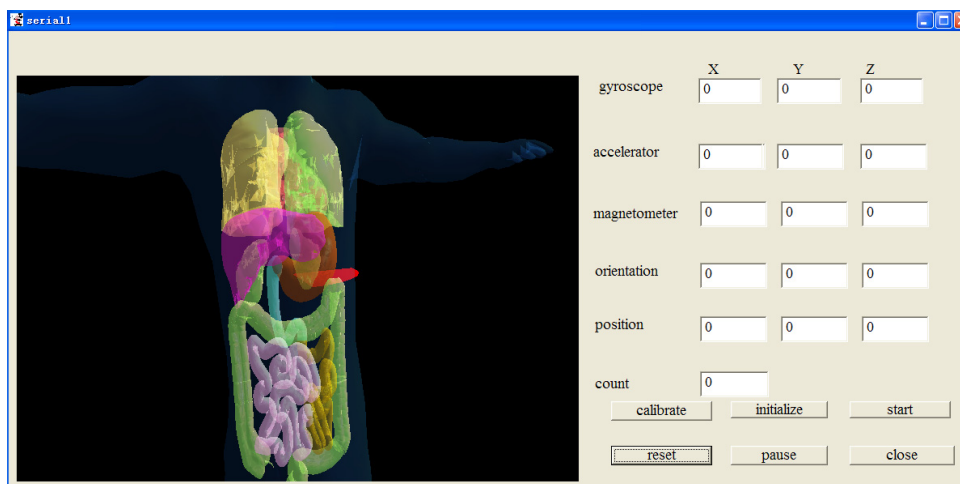 serial1
X Y Z
gyroscope 0 0 0
accelerator 0 0 0
magnetometer 0 0 0
orientation 0 0 0
position 0 0 0
count 0
calibrate initialize start
reset pause close